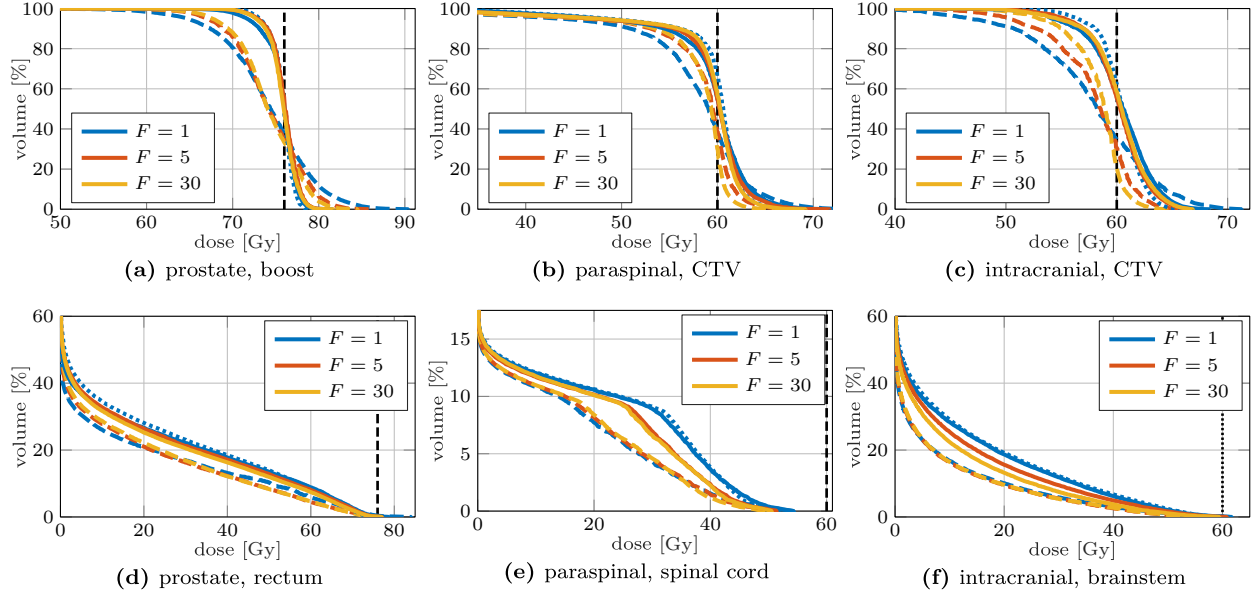 100
80
60
40
20
0
volume [%]
50
60
70
80
90
dose [Gy]
F = 1
F = 5
F = 30
(a) prostate, boost
100
80
60
40
20
0
volume [%]
40
50
60
70
dose [Gy]
F = 1
F = 5
F = 30
(b) paraspinal, CTV
100
80
60
40
20
0
volume [%]
40
50
60
70
dose [Gy]
F = 1
F = 5
F = 30
(c) intracranial, CTV
60
40
20
0
volume [%]
0
20
40
60
80
dose [Gy]
F = 1
F = 5
F = 30
(d) prostate, rectum
15
10
5
0
volume [%]
0
20
40
60
dose [Gy]
F = 1
F = 5
F = 30
(e) paraspinal, spinal cord
60
40
20
0
volume [%]
0
20
40
60
dose [Gy]
F = 1
F = 5
F = 30
(f) intracranial, brainstem